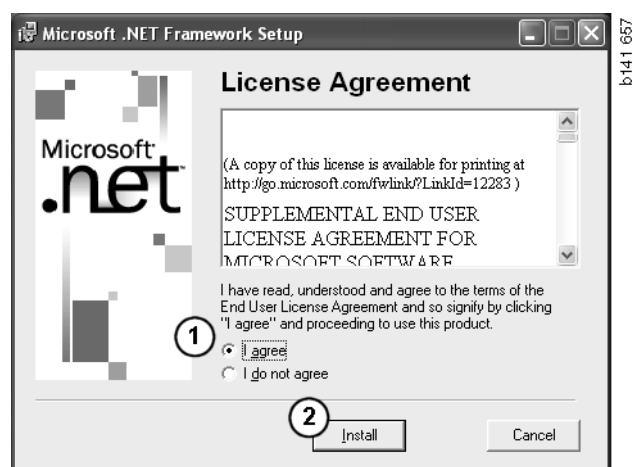 Microsoft .NET Framework Setup
b141 657
License Agreement
Microsoft
.net
(A copy of this license is available for printing at
http://go.microsoft.com/fwlink/?LinkId=12283 )
SUPPLEMENTAL END USER
LICENSE AGREEMENT FOR
MICROSOFT SOFTWARE
I have read, understood and agree to the terms of the
End User License Agreement and so signify by clicking
"I agree" and proceeding to use this product.
1
I agree
I do not agree
2
Install
Cancel